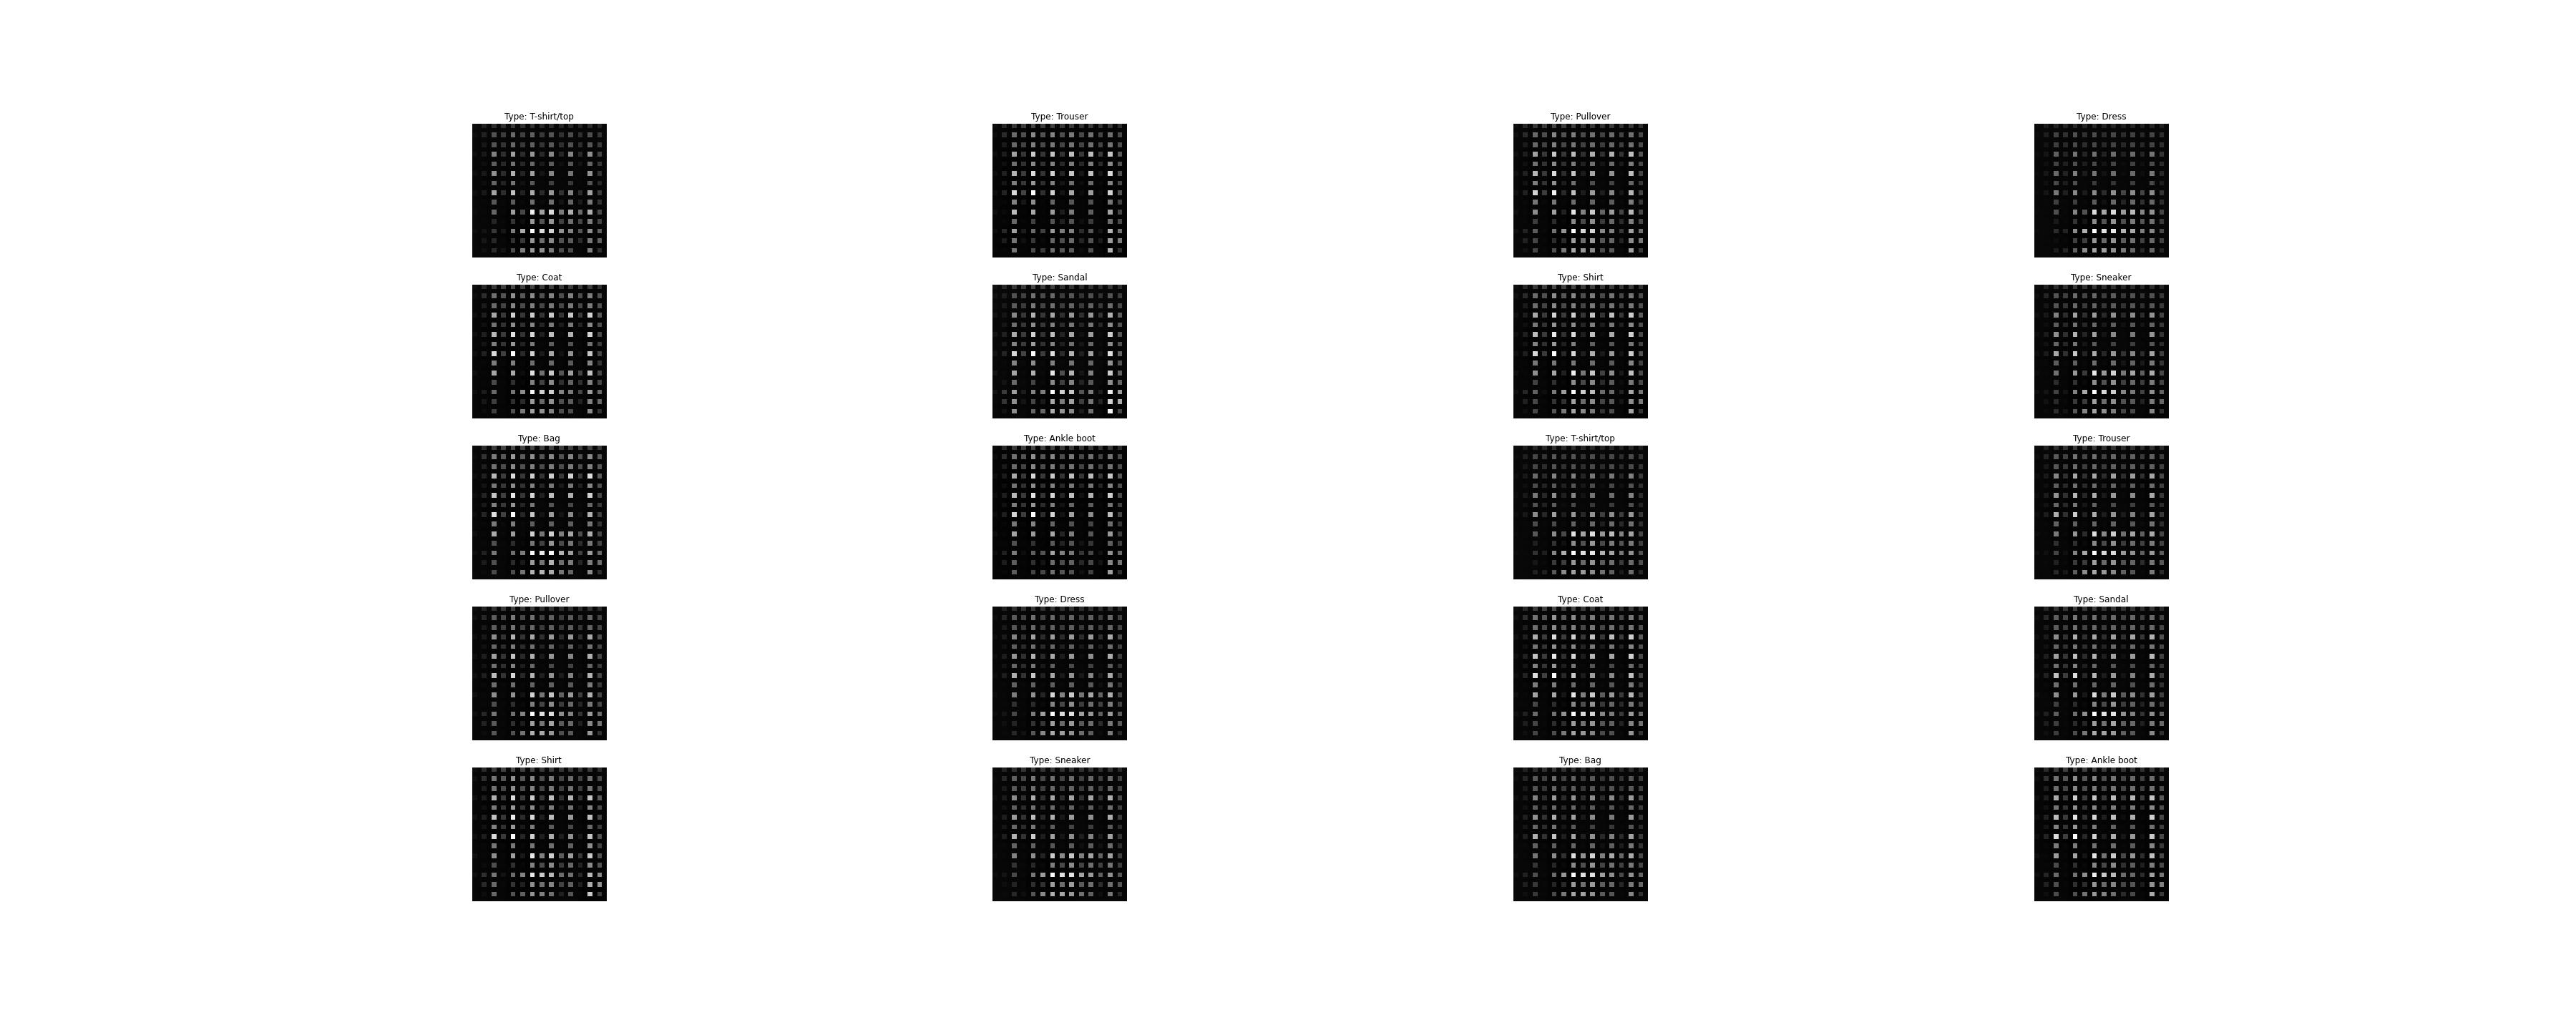 Type: T-shirt/top
Type: Trouser
Type: Pullover
Type: Dress
Type: Coat
Type: Sandal
Type: Shirt
Type: Sneaker
Type: Bag
Type: Ankle boot
Type: T-shirt/top
Type: Trouser
Type: Pullover
Type: Dress
Type: Coat
Type: Sandal
Type: Shirt
Type: Sneaker
Type: Bag
Type: Ankle boot